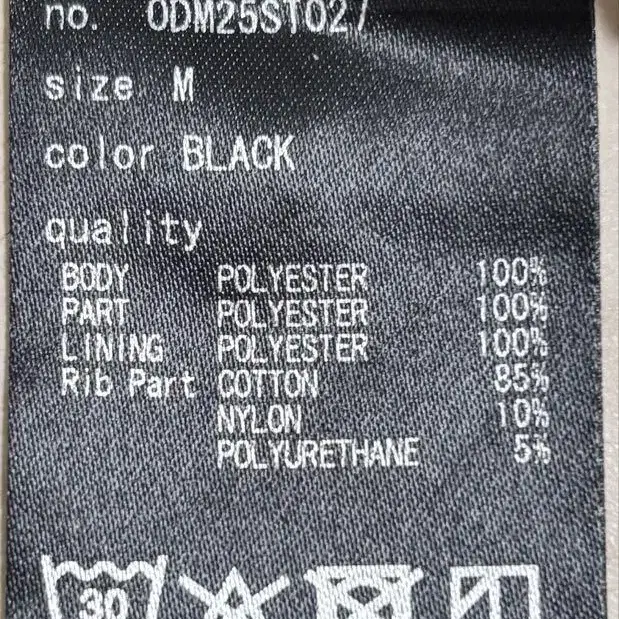 no. ODM25ST027
size M
color BLACK
quality
BODY POLYESTER 100%
PART POLYESTER 100%
LINING POLYESTER 100%
Rib Part COTTON 85%
NYLON 10%
POLYURETHANE 5%
30